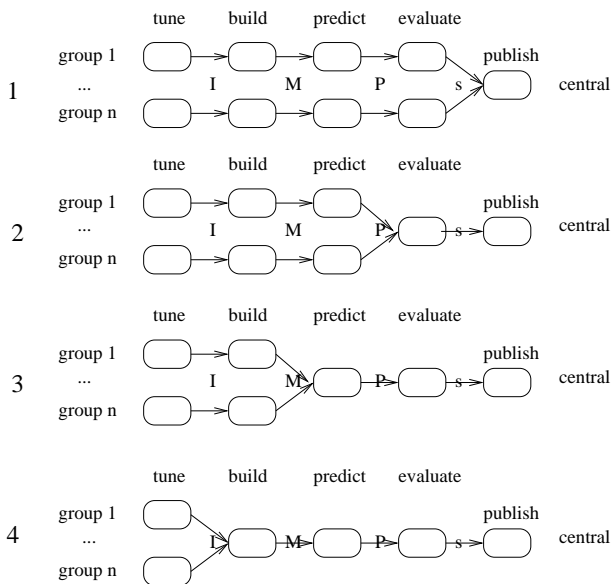 tune build predict evaluate
group 1 publish
1 ... I M P s central
group n
tune build predict evaluate
group 1 publish
2 ... I M P s central
group n
tune build predict evaluate
group 1 publish
3 ... I M P s central
group n
tune build predict evaluate
group 1 publish
4 ... I M P s central
group n